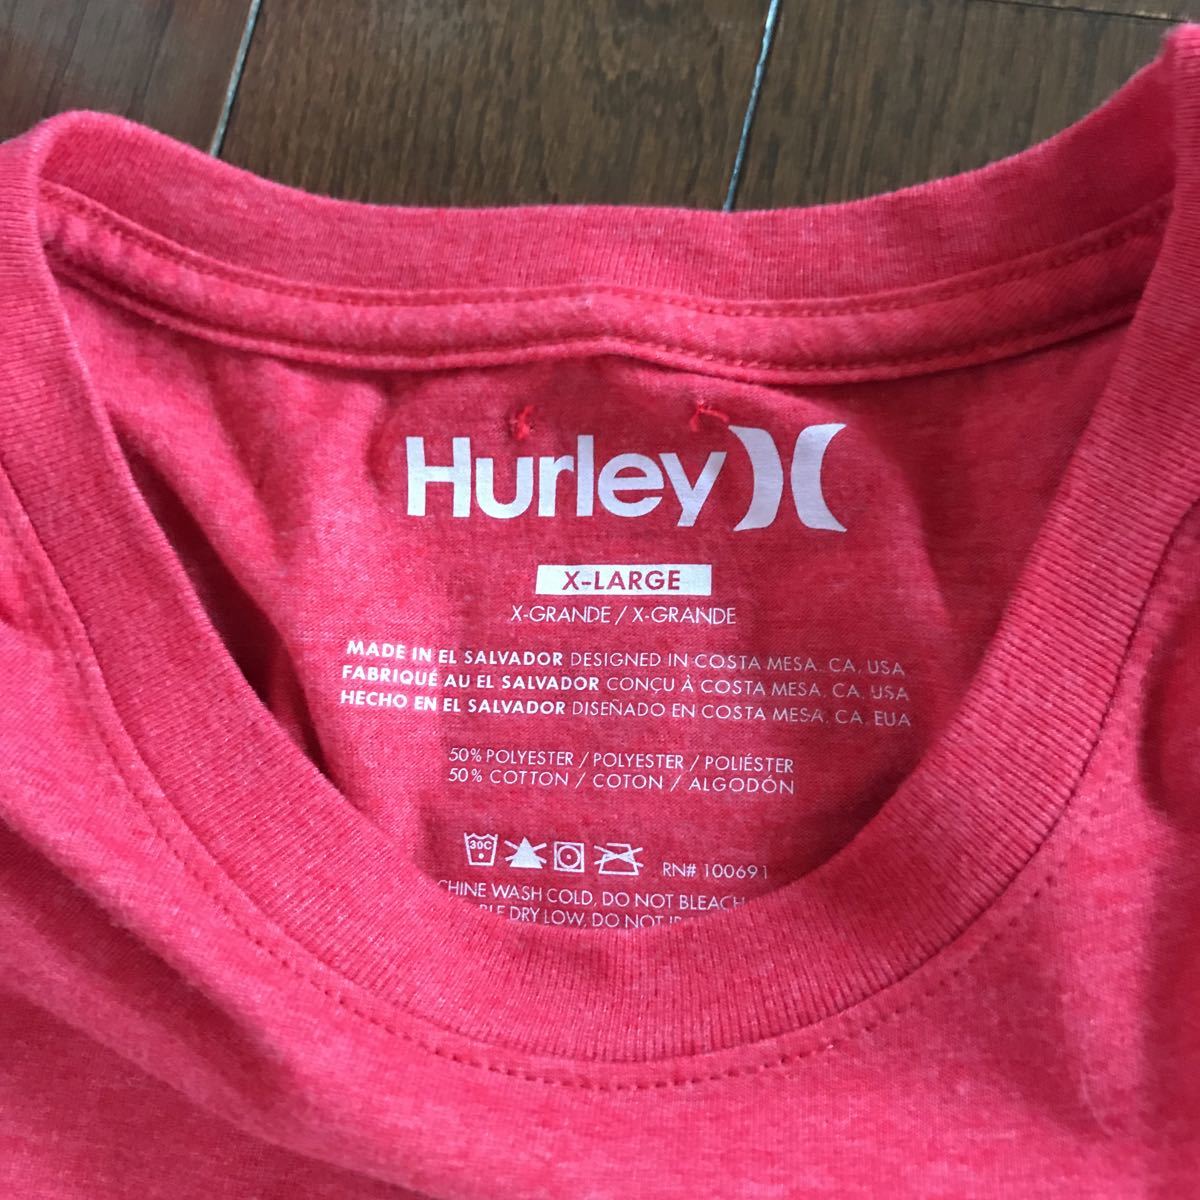 Hurley
X-LARGE
X-GRANDE / X-GRANDE
MADE IN EL SALVADOR DESIGNED IN COSTA MESA, CA, USA
FABRIQUÉ AU EL SALVADOR CONÇU À COSTA MESA, CA, USA
HECHO EN EL SALVADOR DISEÑADO EN COSTA MESA, CA, EUA
50% POLYESTER / POLYESTER / POLIÉSTER
50% COTTON / COTON / ALGODÓN
30C RN# 100691
WASH COLD, DO NOT BLEACH
DRY LOW, DO NOT